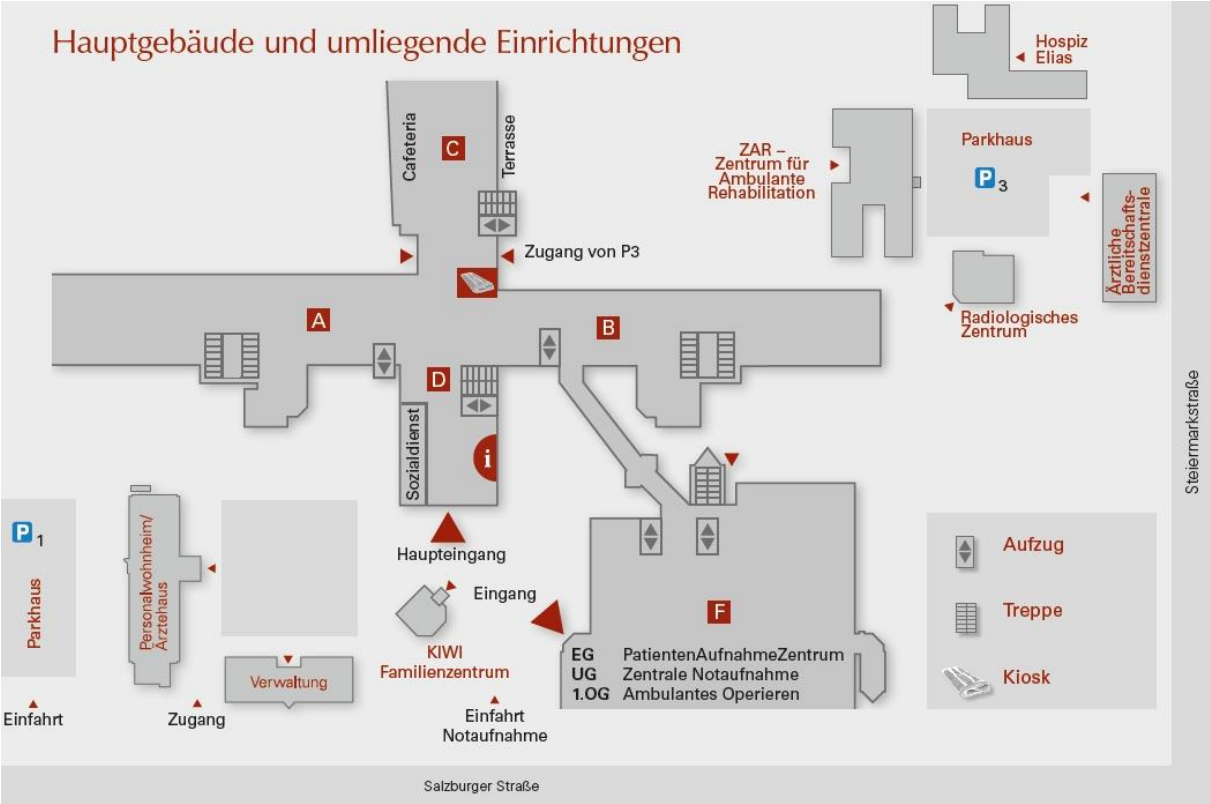 Hauptgebäude und umliegende Einrichtungen
Hospiz
Elias
Cafeteria
C
Terrasse
ZAR –
Zentrum für
Ambulante
Rehabilitation
Parkhaus
P 3
Ärztliche
Bereitschafts-
dienstzentrale
Zugang von P3
Radiologisches
Zentrum
A
B
D
Sozialdienst
i
Steiermarkstraße
P 1
Parkhaus
Personalwohnheim/
Ärztehaus
Haupteingang
Eingang
KIWI
Familienzentrum
F
EG PatientenAufnahmeZentrum
UG Zentrale Notaufnahme
1.OG Ambulantes Operieren
Verwaltung
Einfahrt
Zugang
Einfahrt
Notaufnahme
Aufzug
Treppe
Kiosk
Salzburger Straße